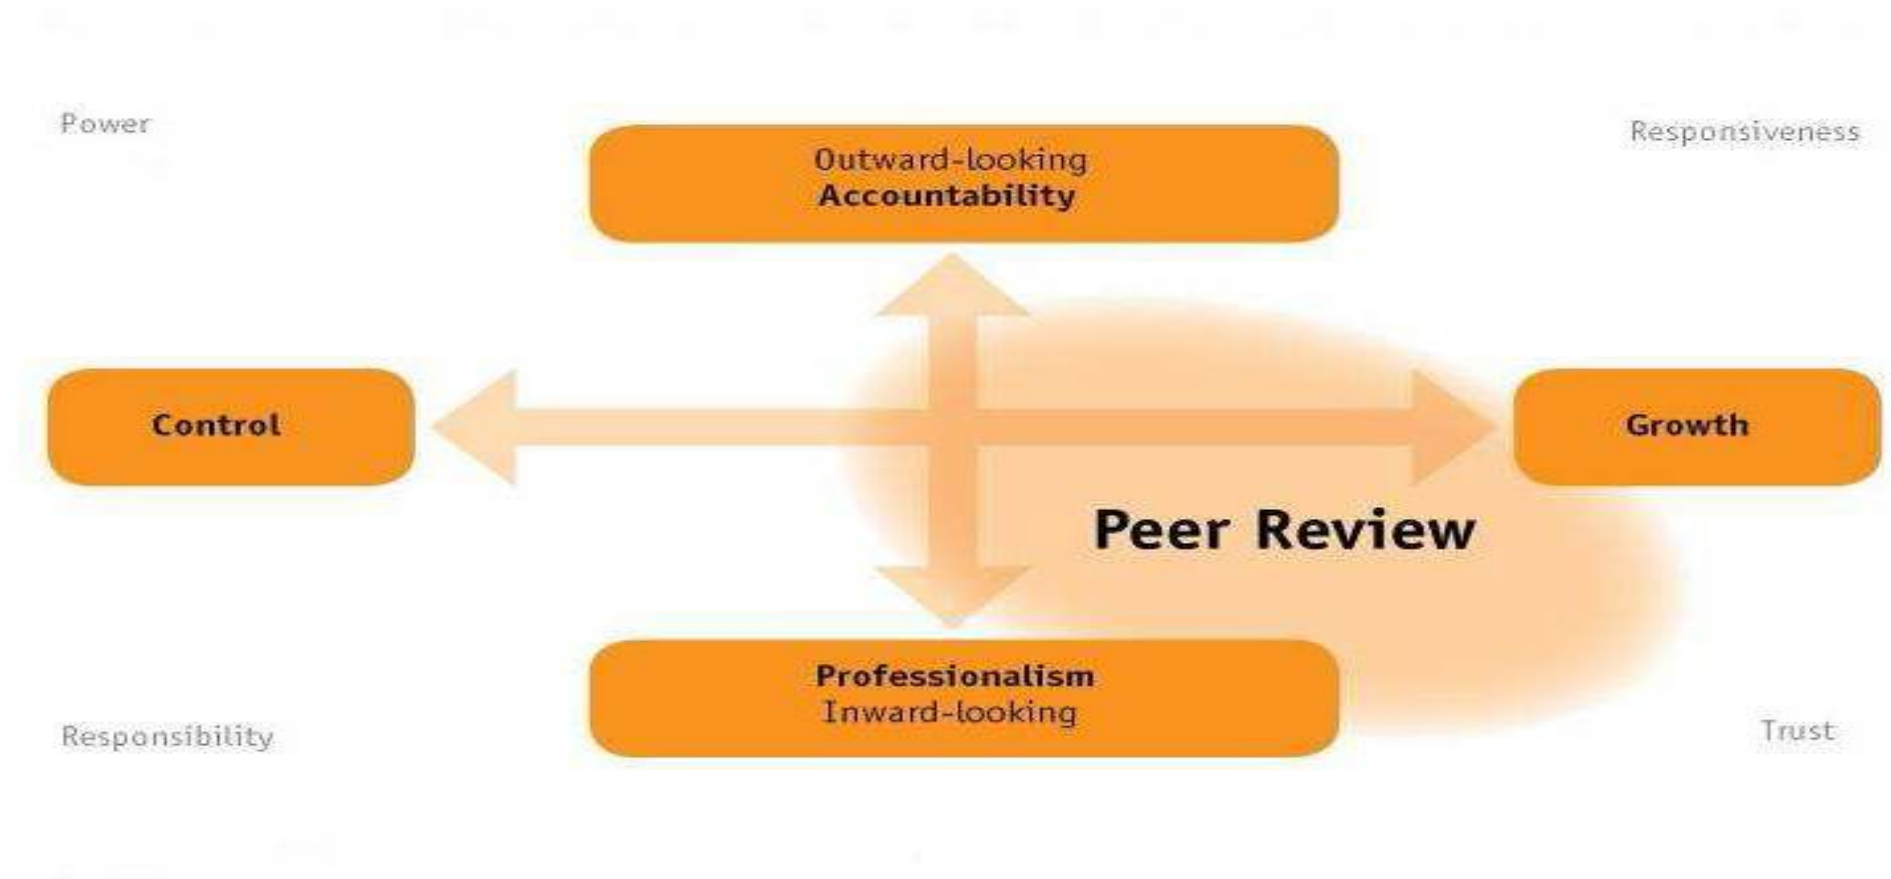 Power
Responsiveness
Outward-looking
Accountability
Control
Growth
Peer Review
Professionalism
Inward-looking
Responsibility
Trust